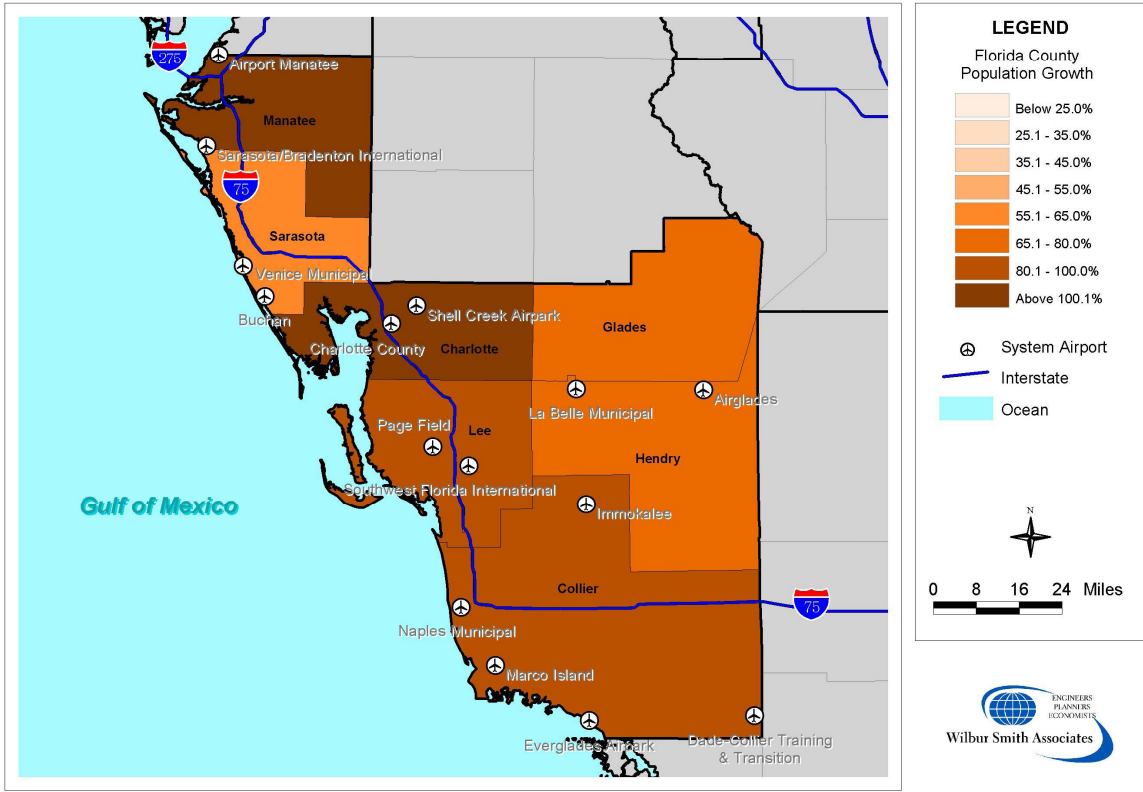 275
Airport Manatee
Manatee
Sarasota/Bradenton International
75
Sarasota
Venice Municipal
Buchan
Shell Creek Airpark
Charlotte County
Charlotte
Glades
La Belle Municipal
Airglades
Page Field
Lee
Hendry
Southwest Florida International
Immokalee
Gulf of Mexico
Collier
75
Naples Municipal
Marco Island
Everglades Airpark
Dade-Collier Training
& Transition
LEGEND
Florida County
Population Growth
Below 25.0%
25.1 - 35.0%
35.1 - 45.0%
45.1 - 55.0%
55.1 - 65.0%
65.1 - 80.0%
80.1 - 100.0%
Above 100.1%
System Airport
Interstate
Ocean
N
0 8 16 24 Miles
ENGINEERS
PLANNERS
ECONOMISTS
Wilbur Smith Associates